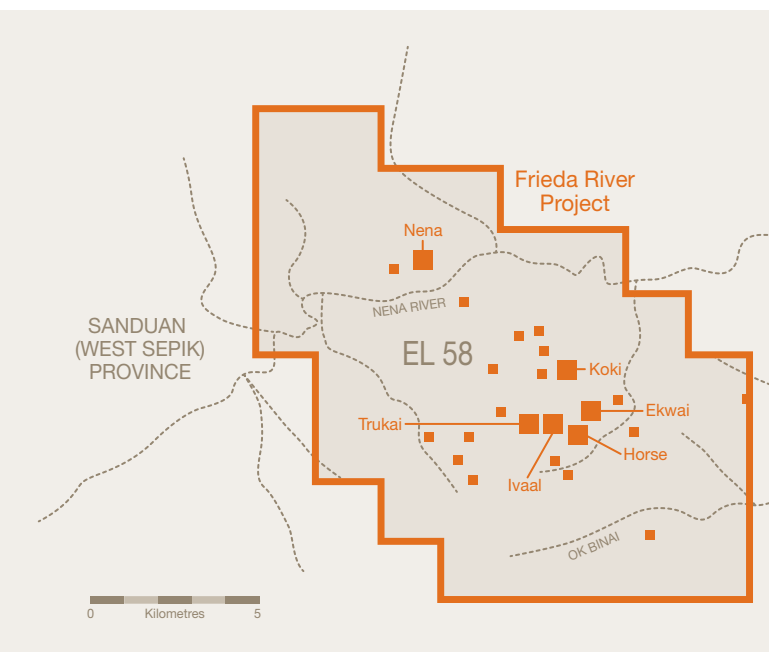 Frieda River
Project
Nena
NENA RIVER
SANDUAN
(WEST SEPIK)
PROVINCE
EL 58
Koki
Ekwai
Trukai
Horse
Ivaal
OK BINAI
0 Kilometres 5